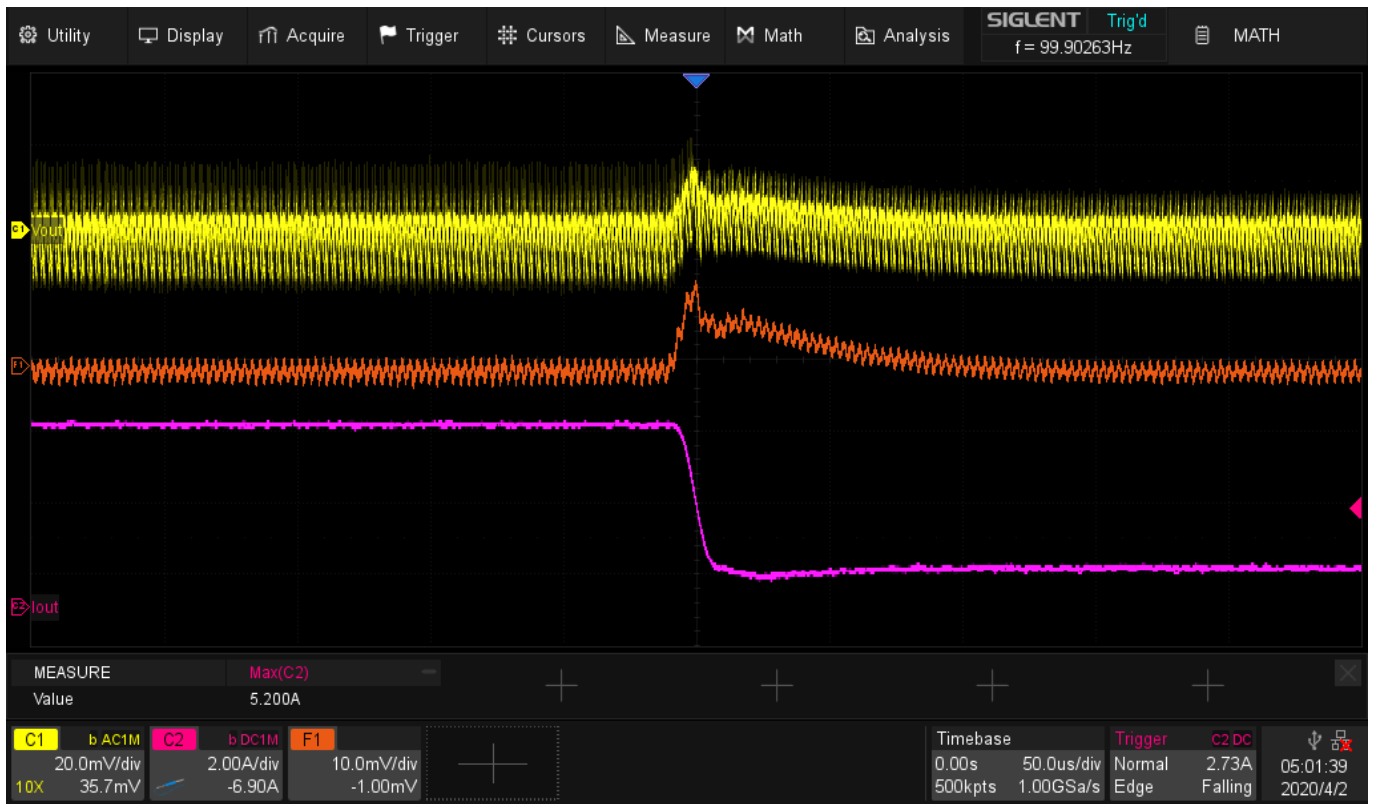 Utility Display Acquire Trigger Cursors Measure Math Analysis SIGLENT Trig'd MATH
f = 99.90263Hz
C1 Vout
F1
C2 Iout
MEASURE Max(C2)
Value 5.200A
C1 b AC1M C2 b DC1M F1 Timebase Trigger C2 DC
20.0mV/div 2.00A/div 10.0mV/div 0.00s 50.0us/div Normal 2.73A 05:01:39
10X 35.7mV -6.90A -1.00mV 500kpts 1.00GSa/s Edge Falling 2020/4/2